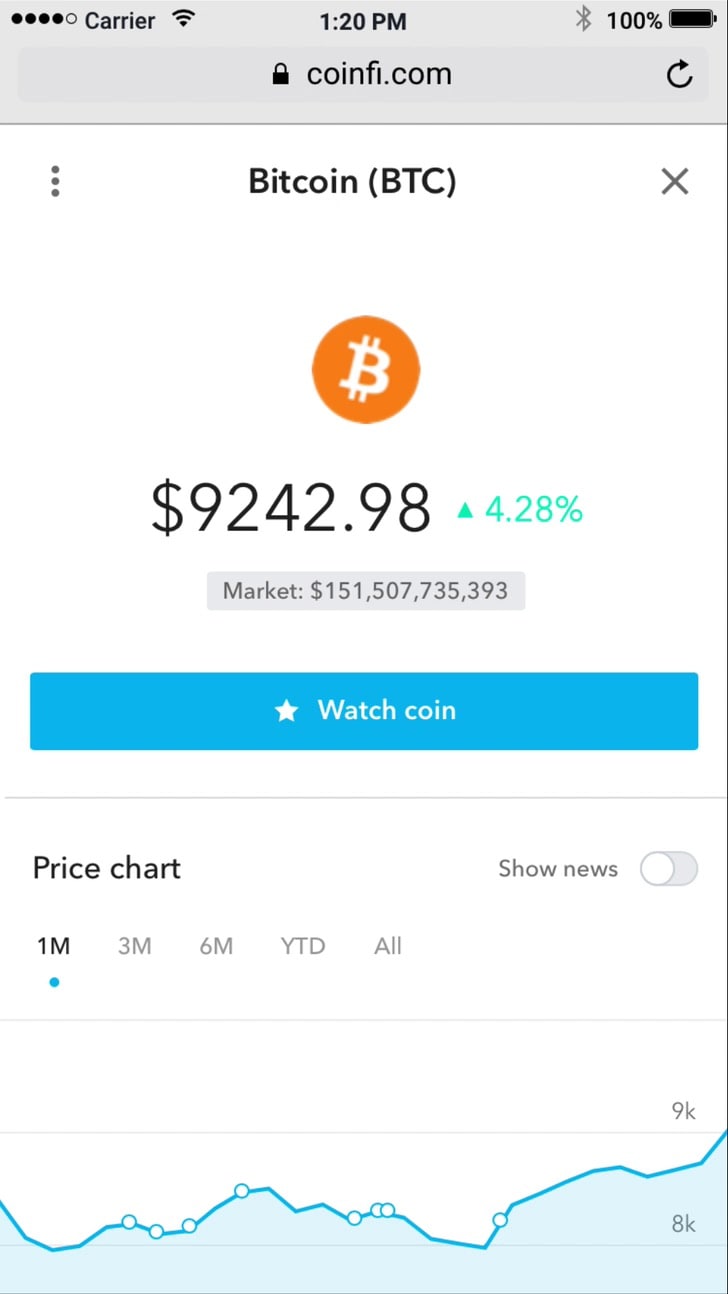 Carrier 1:20 PM 100%
coinfi.com
Bitcoin (BTC)
$9242.98 ▲ 4.28%
Market: $151,507,735,393
★ Watch coin
Price chart Show news
1M 3M 6M YTD All
9k
8k